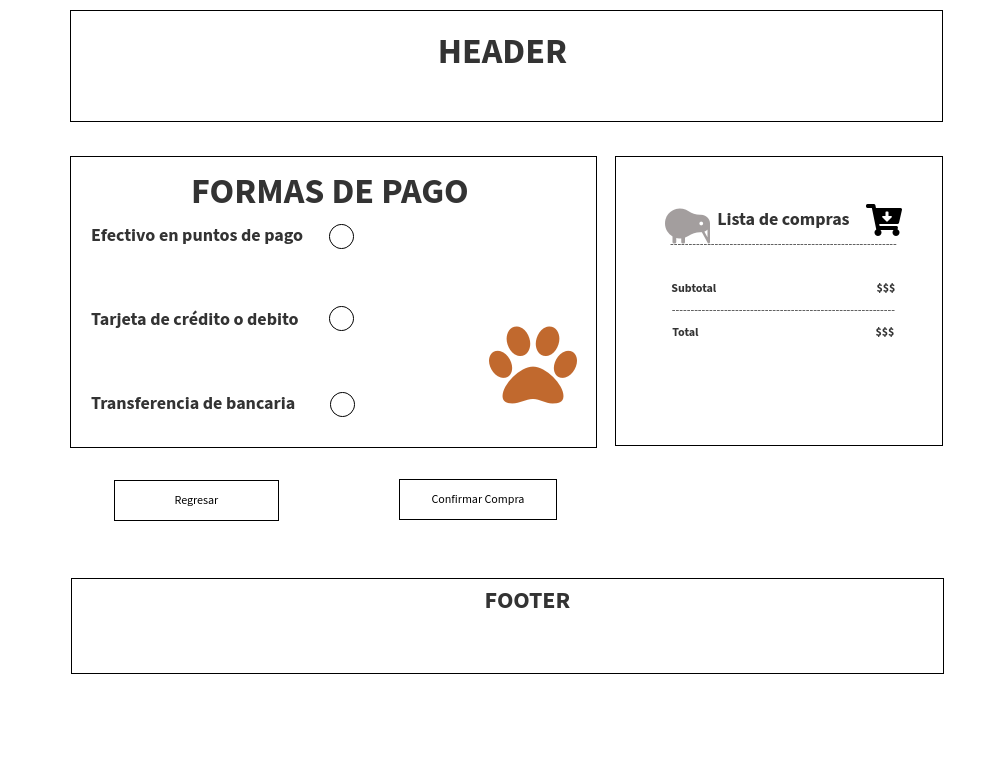 HEADER
FORMAS DE PAGO
Efectivo en puntos de pago
Tarjeta de crédito o debito
Transferencia de bancaria
Lista de compras
Subtotal $$$
Total $$$
Regresar
Confirmar Compra
FOOTER